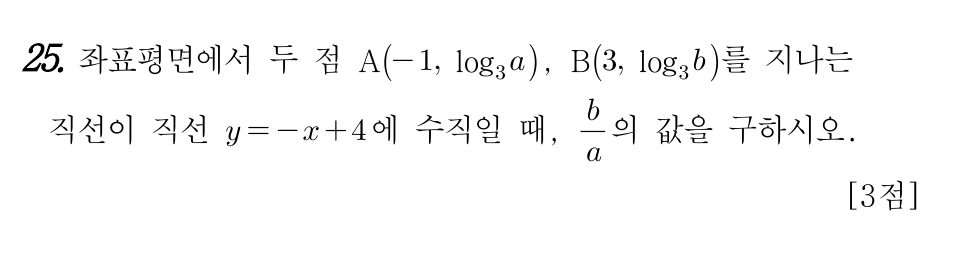 25. 좌표평면에서 두 점 A(−1, log₃a), B(3, log₃b)를 지나는
직선이 직선 y=−x+4에 수직일 때, b/a의 값을 구하시오.
[3점]